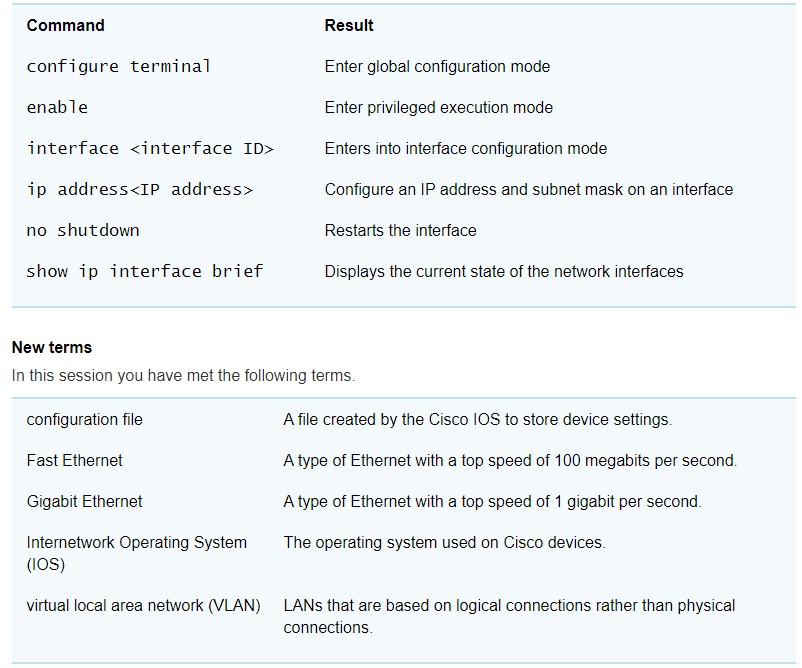 Command Result
configure terminal Enter global configuration mode
enable Enter privileged execution mode
interface <interface ID> Enters into interface configuration mode
ip address<IP address> Configure an IP address and subnet mask on an interface
no shutdown Restarts the interface
show ip interface brief Displays the current state of the network interfaces
New terms
In this session you have met the following terms.
configuration file A file created by the Cisco IOS to store device settings.
Fast Ethernet A type of Ethernet with a top speed of 100 megabits per second.
Gigabit Ethernet A type of Ethernet with a top speed of 1 gigabit per second.
Internetwork Operating System The operating system used on Cisco devices.
(IOS)
virtual local area network (VLAN) LANs that are based on logical connections rather than physical
connections.